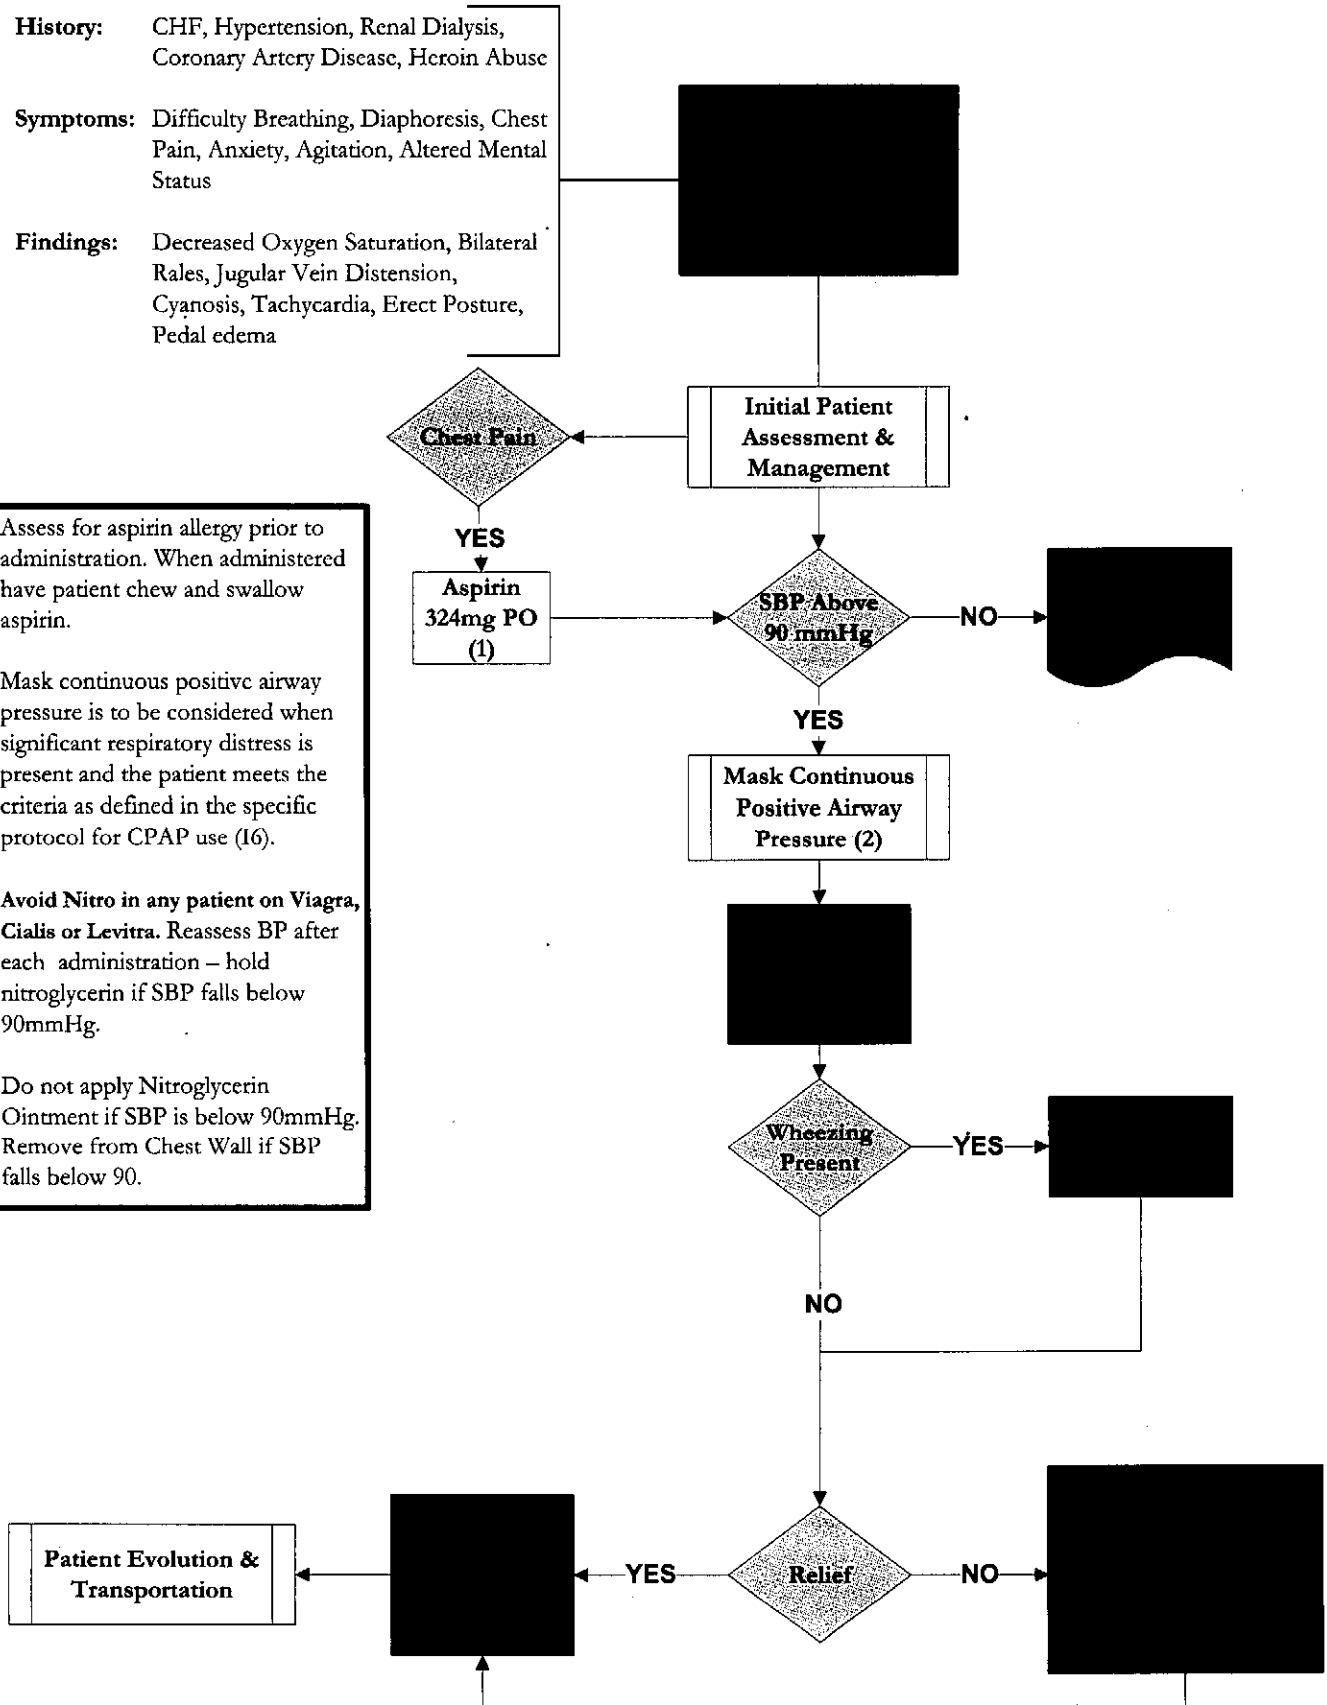 History: CHF, Hypertension, Renal Dialysis,
Coronary Artery Disease, Heroin Abuse
Symptoms: Difficulty Breathing, Diaphoresis, Chest
Pain, Anxiety, Agitation, Altered Mental
Status
Findings: Decreased Oxygen Saturation, Bilateral
Rales, Jugular Vein Distension,
Cyanosis, Tachycardia, Erect Posture,
Pedal edema
Initial Patient
Assessment &
Management
Chest Pain
YES
Aspirin
324mg PO
(1)
SBP Above
90 mmHg
NO
YES
Mask Continuous
Positive Airway
Pressure (2)
Assess for aspirin allergy prior to
administration. When administered
have patient chew and swallow
aspirin.
Mask continuous positive airway
pressure is to be considered when
significant respiratory distress is
present and the patient meets the
criteria as defined in the specific
protocol for CPAP use (16).
Avoid Nitro in any patient on Viagra,
Cialis or Levitra. Reassess BP after
each administration – hold
nitroglycerin if SBP falls below
90mmHg.
Do not apply Nitroglycerin
Ointment if SBP is below 90mmHg.
Remove from Chest Wall if SBP
falls below 90.
Wheezing
Present
YES
NO
Relief
YES
NO
Patient Evolution &
Transportation